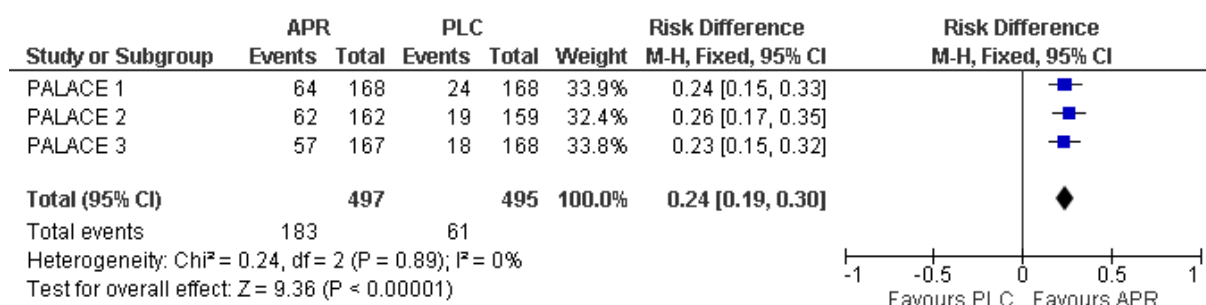 APR PLC Risk Difference Risk Difference
Study or Subgroup Events Total Events Total Weight M-H, Fixed, 95% CI M-H, Fixed, 95% CI
PALACE 1 64 168 24 168 33.9% 0.24 [0.15, 0.33]
PALACE 2 62 162 19 159 32.4% 0.26 [0.17, 0.35]
PALACE 3 57 167 18 168 33.8% 0.23 [0.15, 0.32]
Total (95% CI) 497 495 100.0% 0.24 [0.19, 0.30]
Total events 183 61
Heterogeneity: Chi² = 0.24, df = 2 (P = 0.89); I² = 0%
Test for overall effect: Z = 9.36 (P < 0.00001)
-1 -0.5 0 0.5 1
Favours PLC Favours APR